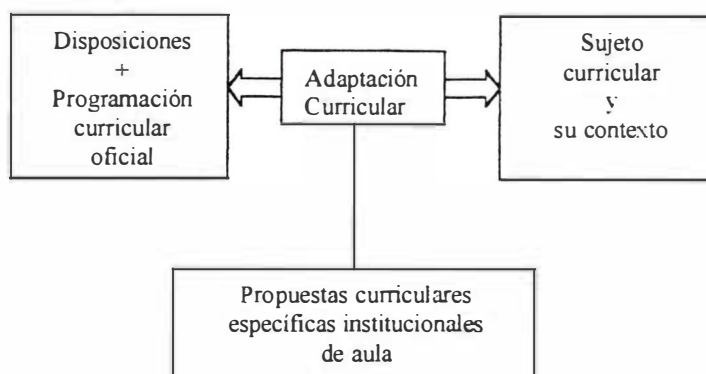 Disposiciones
+
Programación
curricular
oficial
Adaptación
Curricular
Sujeto
curricular
y
su contexto
Propuestas curriculares
específicas institucionales
de aula